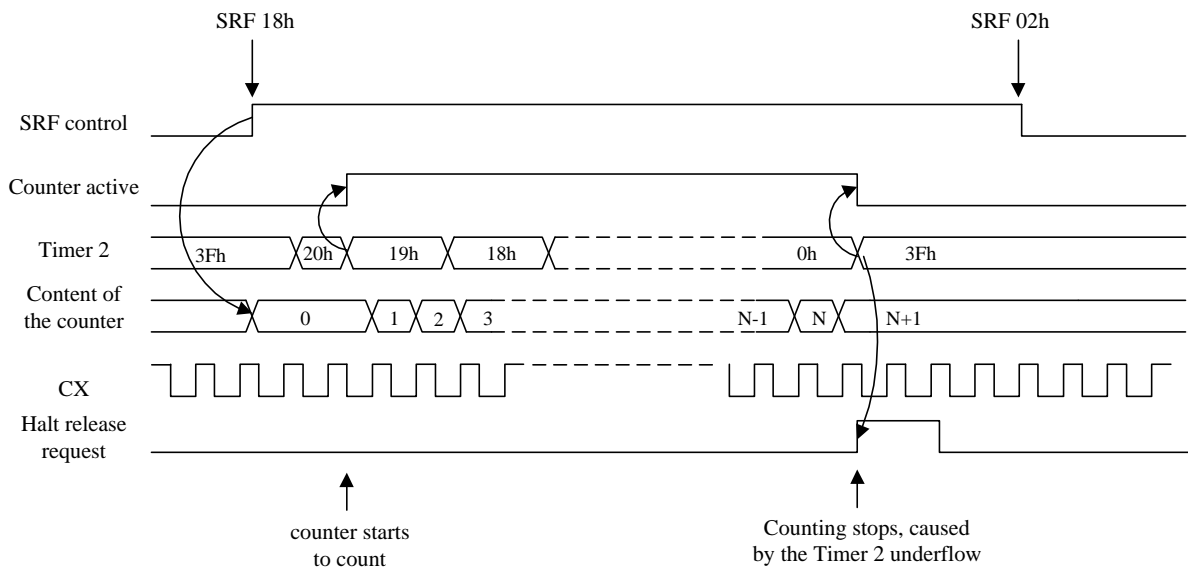 SRF 18h
SRF 02h
SRF control
Counter active
Timer 2
3Fh
20h
19h
18h
0h
3Fh
Content of
the counter
0
1
2
3
N-1
N
N+1
CX
Halt release
request
counter starts
to count
Counting stops, caused
by the Timer 2 underflow